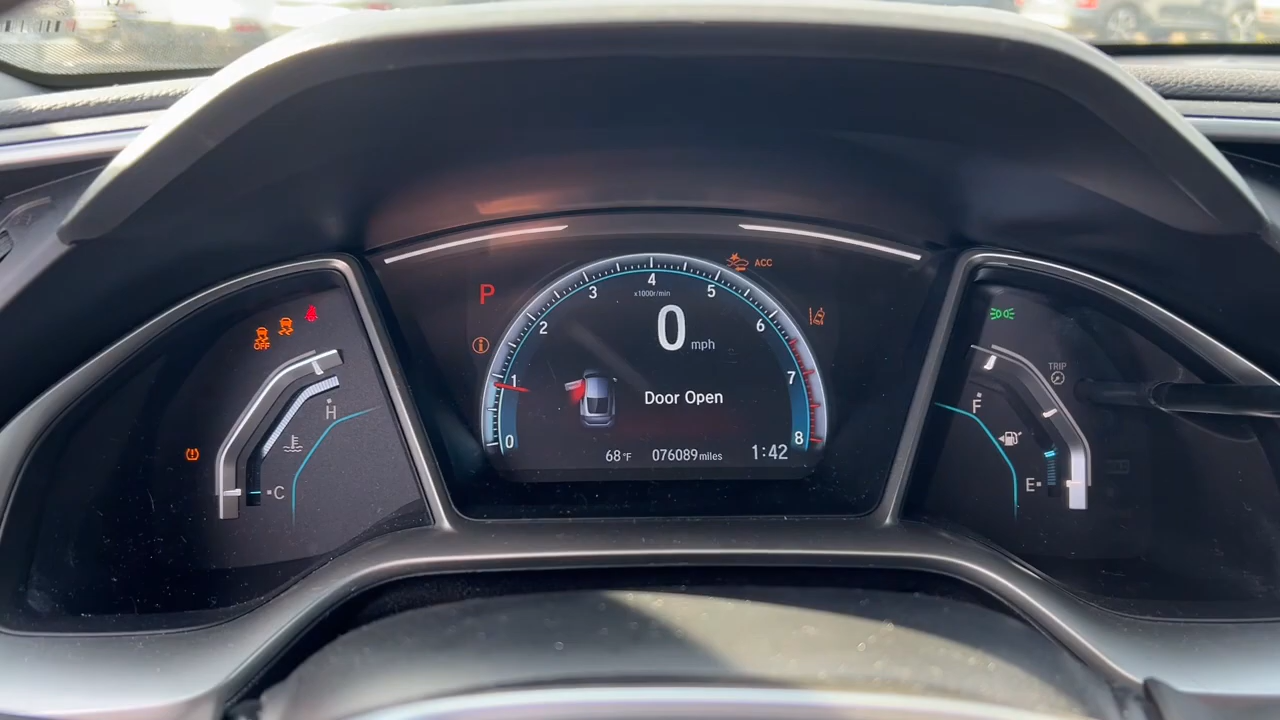 4
3
5
x1000r/min
2
6
1
7
0
8
0 mph
Door Open
68°F
076089 miles
1:42
P
ACC
OFF
H
C
TRIP
F
E